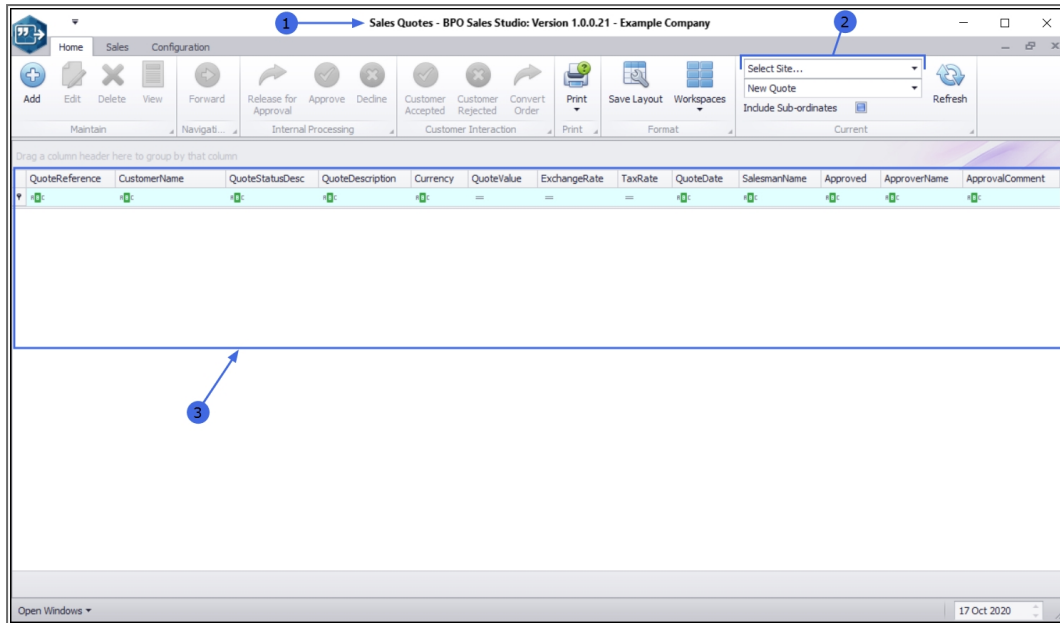 1
Sales Quotes - BPO Sales Studio: Version 1.0.0.21 - Example Company
2
Home Sales Configuration
Add Edit Delete View Forward Release for Approval Approve Decline Customer Accepted Customer Rejected Convert Order Print Save Layout Workspaces
Select Site...
New Quote
Include Sub-ordinates
Refresh
Maintain Navigati... Internal Processing Customer Interaction Print Format Current
Drag a column header here to group by that column
QuoteReference CustomerName QuoteStatusDesc QuoteDescription Currency QuoteValue ExchangeRate TaxRate QuoteDate SalesmanName Approved ApproverName ApprovalComment
= = =
3
Open Windows 17 Oct 2020